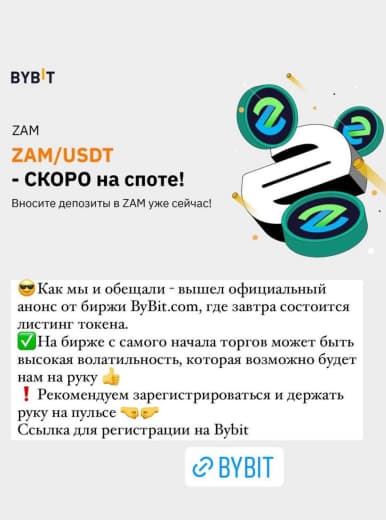 BYBIT
ZAM
ZAM/USDT
- СКОРО на споте!
Вносите депозиты в ZAM уже сейчас!
😎Как мы и обещали - вышел официальный
анонс от биржи ByBit.com, где завтра состоится
листинг токена.
✅На бирже с самого начала торгов может быть
высокая волатильность, которая возможно будет
нам на руку 👍
❗ Рекомендуем зарегистрироваться и держать
руку на пульсе 🤜🤛
Ссылка для регистрации на Bybit
BYBIT